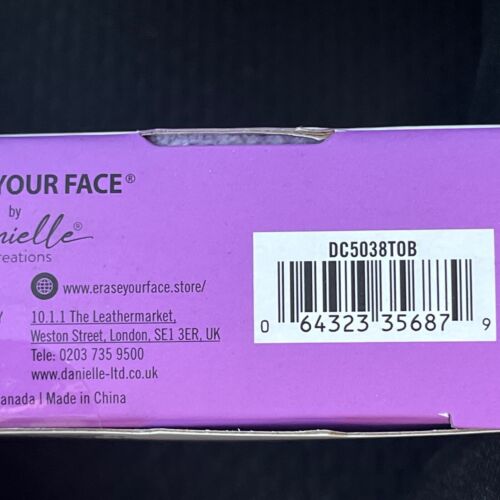 YOUR FACE®
by
nielle®
reations
www.eraseyourface.store/
Y 10.1.1 The Leathermarket,
Weston Street, London, SE1 3ER, UK
Tele: 0203 735 9500
www.danielle-ltd.co.uk
anada | Made in China
DC5038TOB
0 64323 35687 9